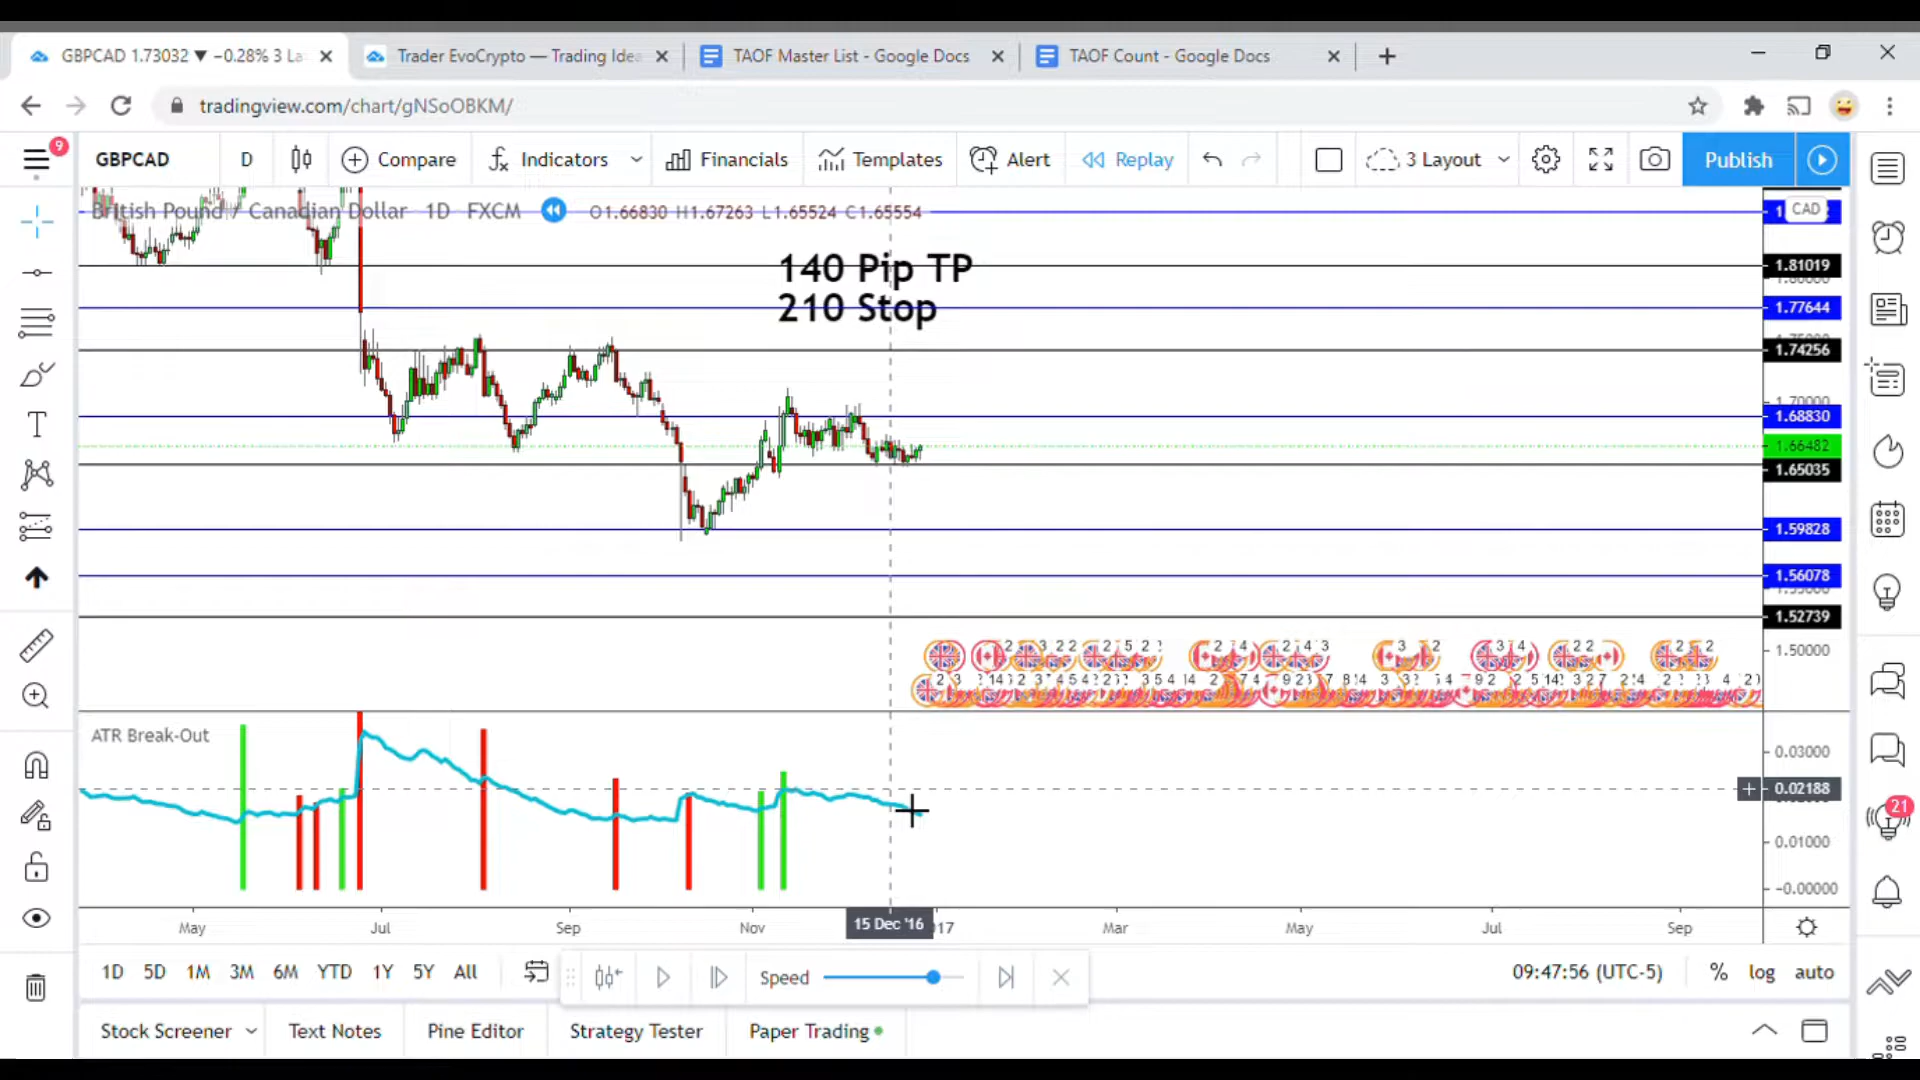 GBPCAD 1.73032 ▼ −0.28% 3 La
Trader EvoCrypto — Trading Idea
TAOF Master List - Google Docs
TAOF Count - Google Docs
tradingview.com/chart/gNSoOBKM/
9
GBPCAD
D
Compare
Indicators
Financials
Templates
Alert
Replay
3 Layout
Publish
British Pound / Canadian Dollar 1D FXCM
O1.66830 H1.67263 L1.65524 C1.65554
CAD
140 Pip TP
210 Stop
1.81019
1.77644
1.74256
1.70000
1.68830
1.66482
1.65035
1.59828
1.56078
1.52739
1.50000
ATR Break-Out
0.03000
0.02188
0.01000
-0.00000
21
May
Jul
Sep
Nov
15 Dec '16
Mar
May
Jul
Sep
1D 5D 1M 3M 6M YTD 1Y 5Y All
Speed
09:47:56 (UTC-5)
% log auto
Stock Screener
Text Notes
Pine Editor
Strategy Tester
Paper Trading